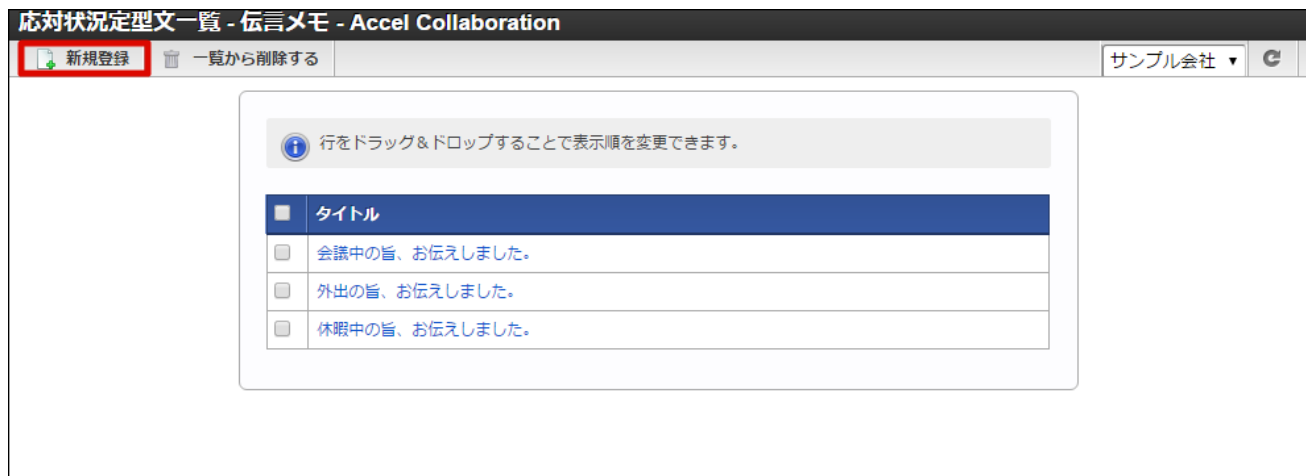 応対状況定型文一覧 - 伝言メモ - Accel Collaboration
新規登録 一覧から削除する サンプル会社
行をドラッグ&ドロップすることで表示順を変更できます。
タイトル
会議中の旨、お伝えしました。
外出の旨、お伝えしました。
休暇中の旨、お伝えしました。